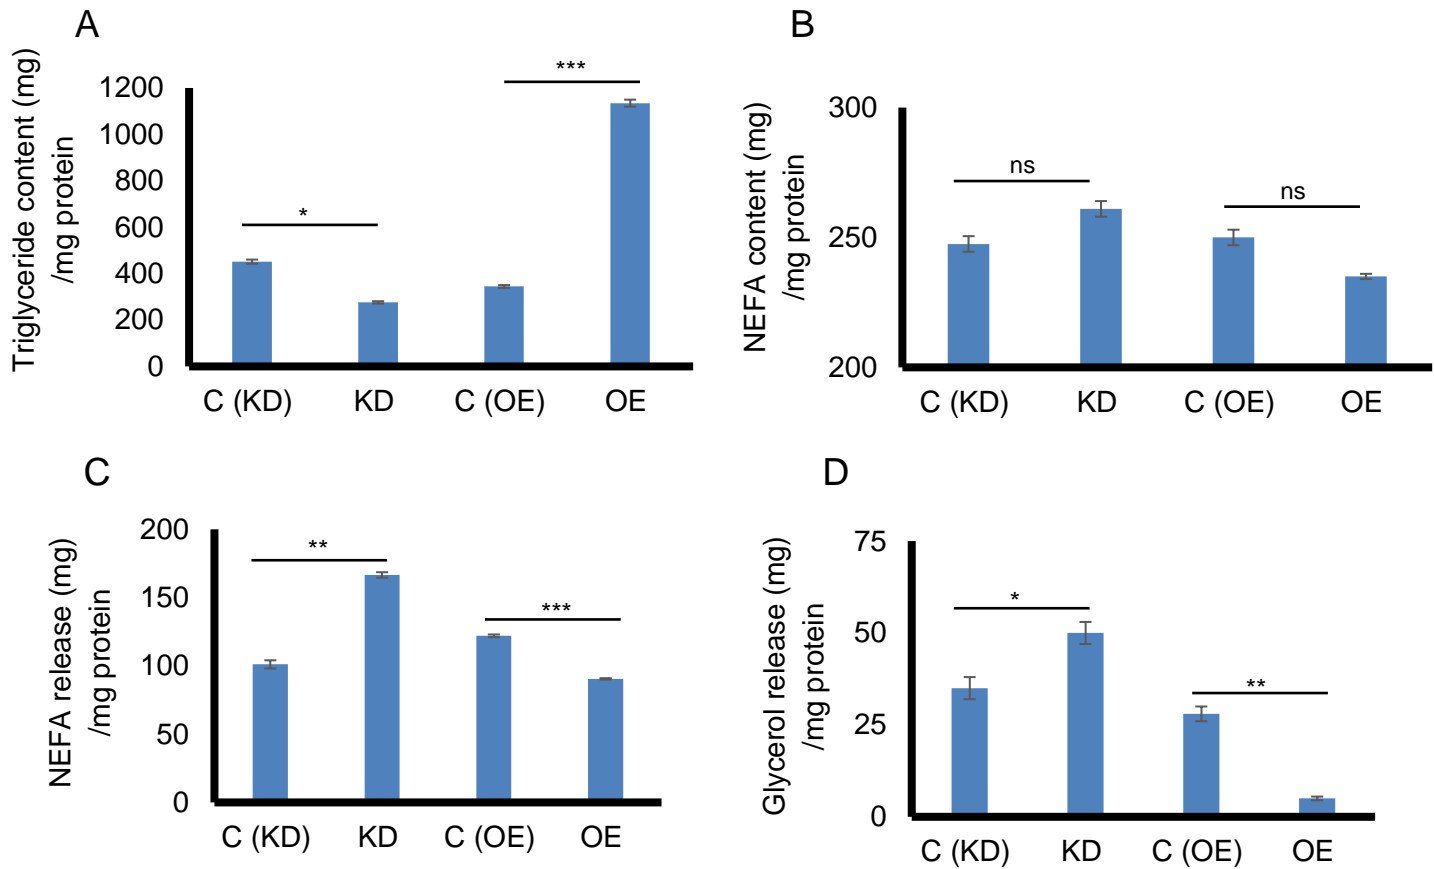 A
Triglyceride content (mg)
/mg protein
1200
1000
800
600
400
200
0
*
***
C (KD)
KD
C (OE)
OE
B
NEFA content (mg)
/mg protein
300
250
200
ns
ns
C (KD)
KD
C (OE)
OE
C
NEFA release (mg)
/mg protein
200
150
100
50
0
**
***
C (KD)
KD
C (OE)
OE
D
Glycerol release (mg)
/mg protein
75
50
25
0
*
**
C (KD)
KD
C (OE)
OE